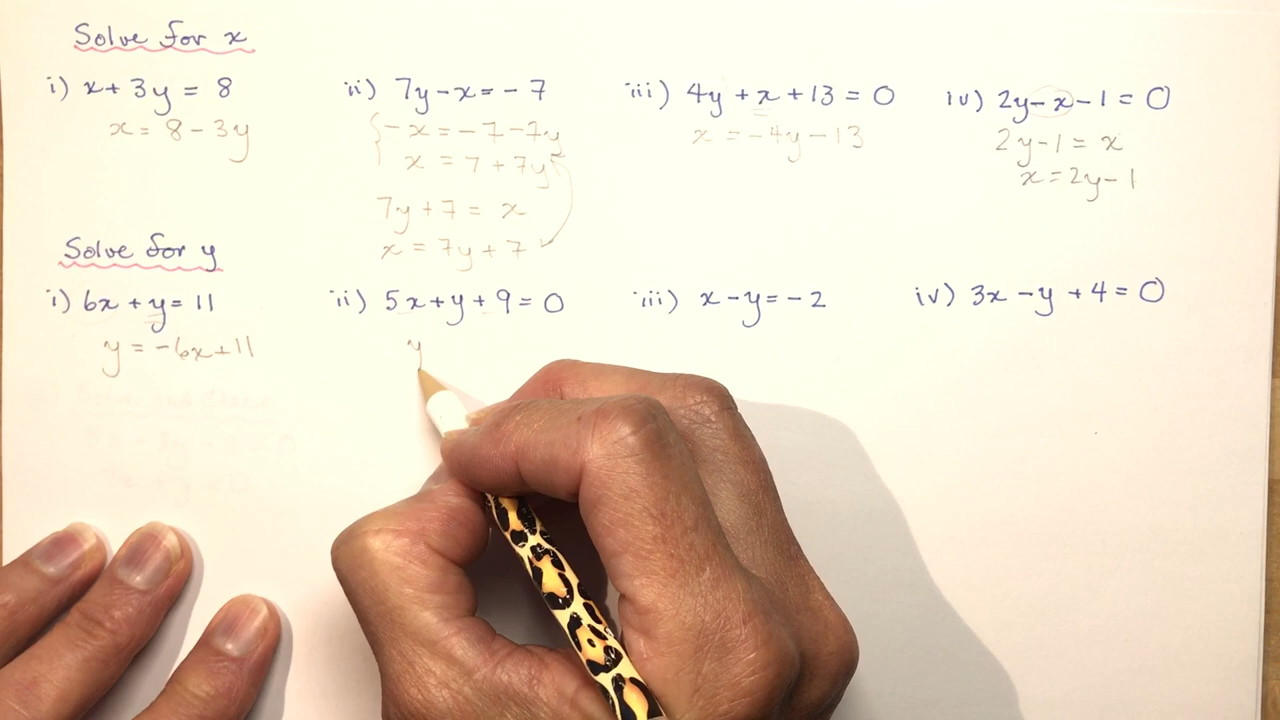 Solve for x
i) x + 3y = 8
x = 8 - 3y
ii) 7y - x = - 7
- x = - 7 - 7y
x = 7 + 7y
7y + 7 = x
x = 7y + 7
iii) 4y + x + 13 = 0
x = - 4y - 13
iv) 2y - x - 1 = 0
2y - 1 = x
x = 2y - 1
Solve for y
i) 6x + y = 11
y = - 6x + 11
ii) 5x + y + 9 = 0
y
iii) x - y = - 2
iv) 3x - y + 4 = 0